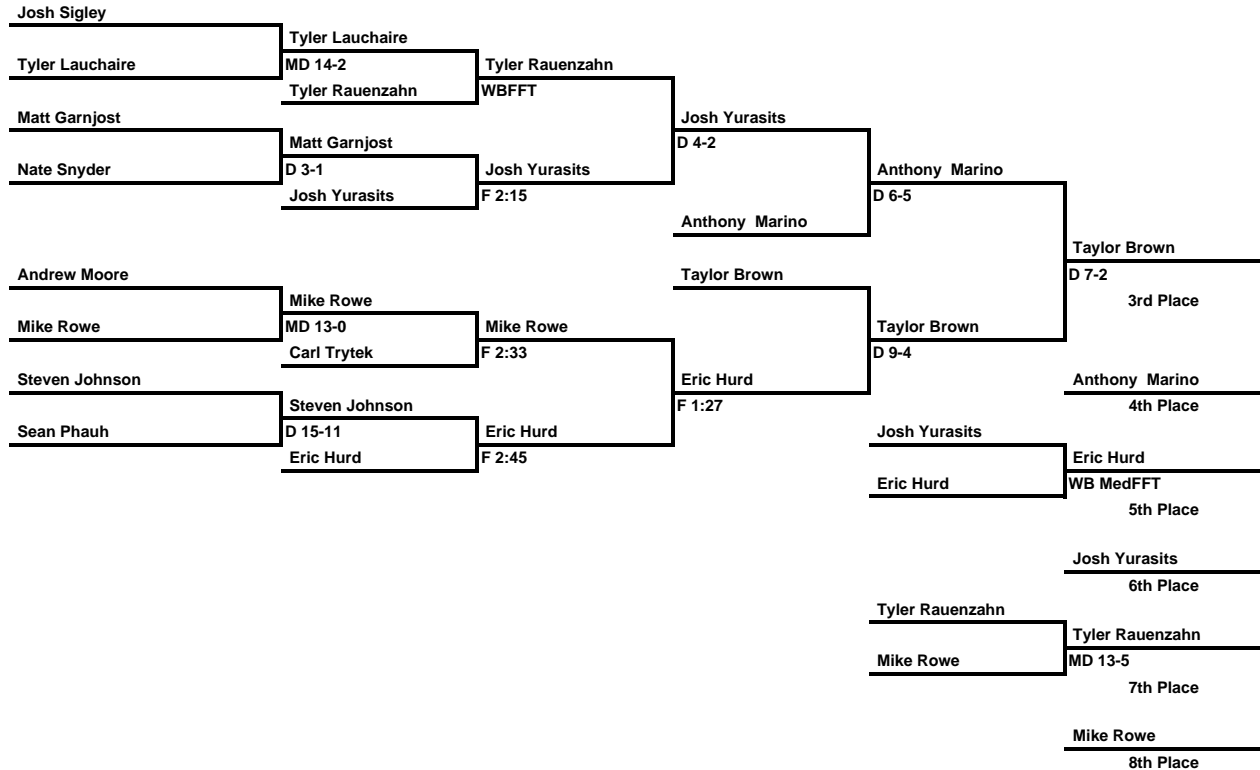 Josh Sigley
Tyler Lauchaire
Tyler Lauchaire
MD 14-2
Tyler Rauenzahn
Tyler Rauenzahn
WBFFT
Matt Garnjost
Josh Yurasits
Matt Garnjost
D 4-2
Nate Snyder
D 3-1
Josh Yurasits
Anthony  Marino
Josh Yurasits
F 2:15
D 6-5
Anthony  Marino
Taylor Brown
Andrew Moore
Taylor Brown
D 7-2
Mike Rowe
3rd Place
Mike Rowe
MD 13-0
Mike Rowe
Taylor Brown
Carl Trytek
F 2:33
D 9-4
Steven Johnson
Eric Hurd
Anthony  Marino
Steven Johnson
F 1:27
4th Place
Sean Phauh
D 15-11
Eric Hurd
Josh Yurasits
Eric Hurd
F 2:45
Eric Hurd
Eric Hurd
WB MedFFT
5th Place
Josh Yurasits
6th Place
Tyler Rauenzahn
Tyler Rauenzahn
Mike Rowe
MD 13-5
7th Place
Mike Rowe
8th Place